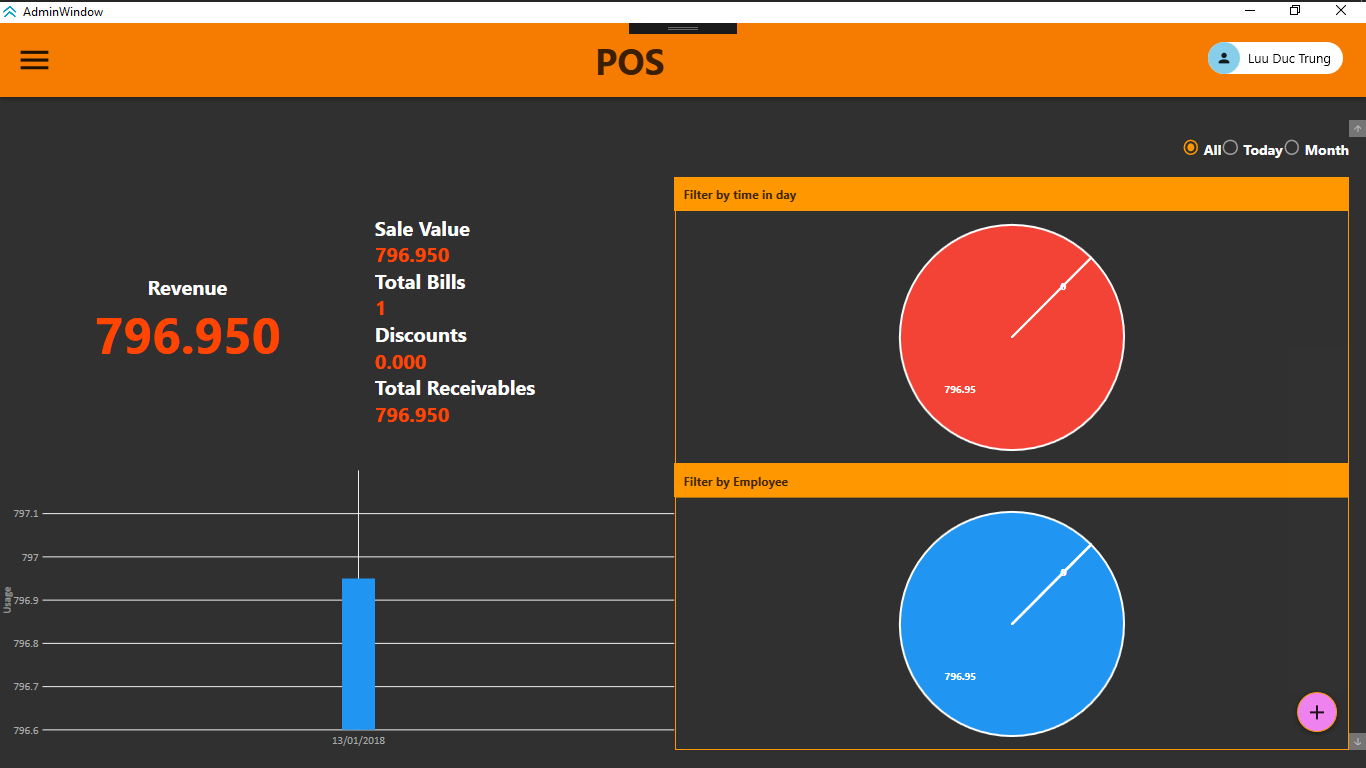 AdminWindow
POS
Luu Duc Trung
All Today Month
Revenue
796.950
Sale Value
796.950
Total Bills
1
Discounts
0.000
Total Receivables
796.950
Filter by time in day
0
796.95
Filter by Employee
0
796.95
Usage
797.1
797
796.9
796.8
796.7
796.6
13/01/2018